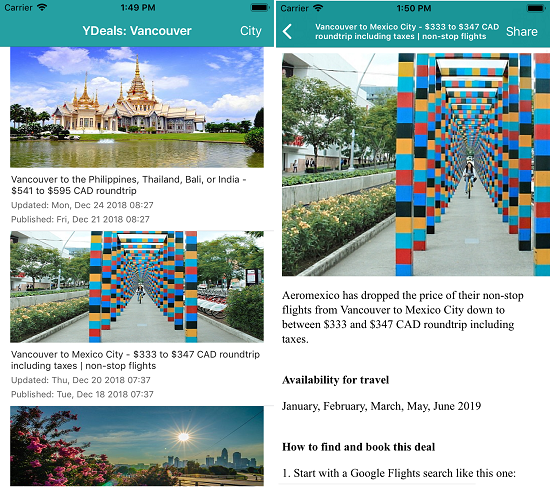 Carrier
1:49 PM
YDeals: Vancouver
City
Vancouver to the Philippines, Thailand, Bali, or India -
$541 to $595 CAD roundtrip
Updated: Mon, Dec 24 2018 08:27
Published: Fri, Dec 21 2018 08:27
Vancouver to Mexico City - $333 to $347 CAD roundtrip
including taxes | non-stop flights
Updated: Thu, Dec 20 2018 07:37
Published: Tue, Dec 18 2018 07:37
Carrier
1:50 PM
Vancouver to Mexico City - $333 to $347 CAD
roundtrip including taxes | non-stop flights
Share
Aeromexico has dropped the price of their non-stop
flights from Vancouver to Mexico City down to
between $333 and $347 CAD roundtrip including
taxes.
Availability for travel
January, February, March, May, June 2019
How to find and book this deal
1. Start with a Google Flights search like this one: